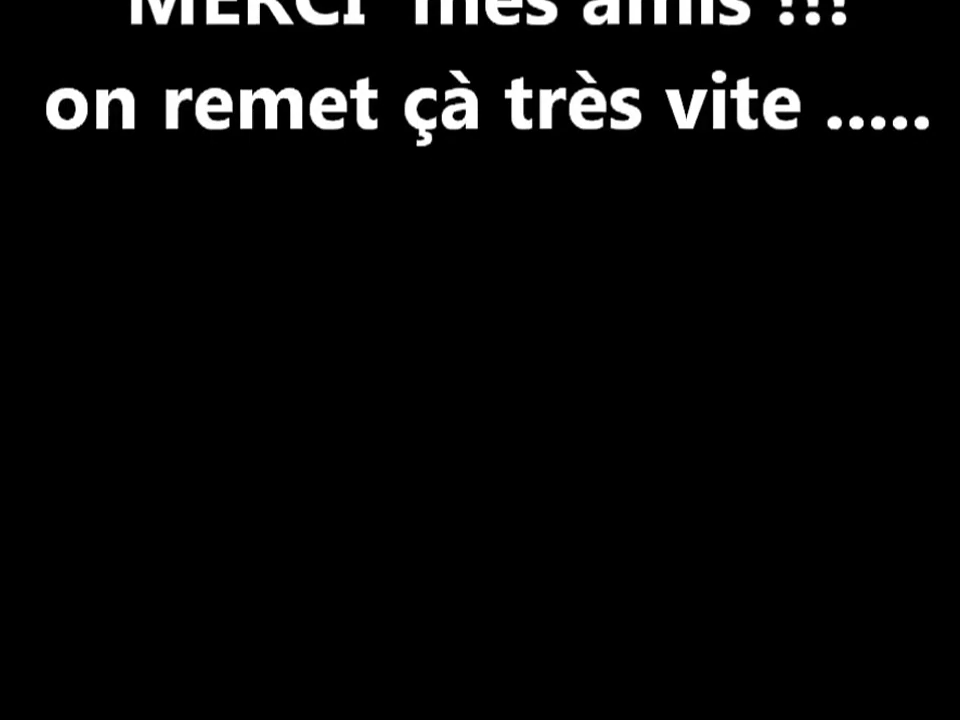 MERCI mes amis !!!
on remet çà très vite .....